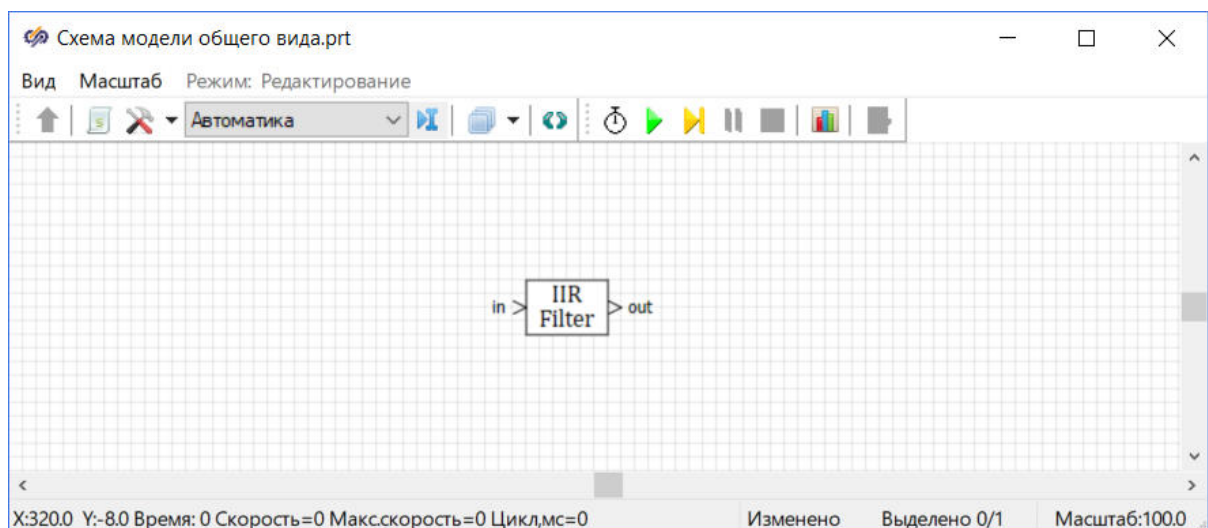 Схема модели общего вида.prt
Вид Масштаб Режим: Редактирование
Автоматика
in IIR out
Filter
X:320.0 Y:-8.0 Время: 0 Скорость=0 Макс.скорость=0 Цикл,мс=0 Изменено Выделено 0/1 Масштаб:100.0